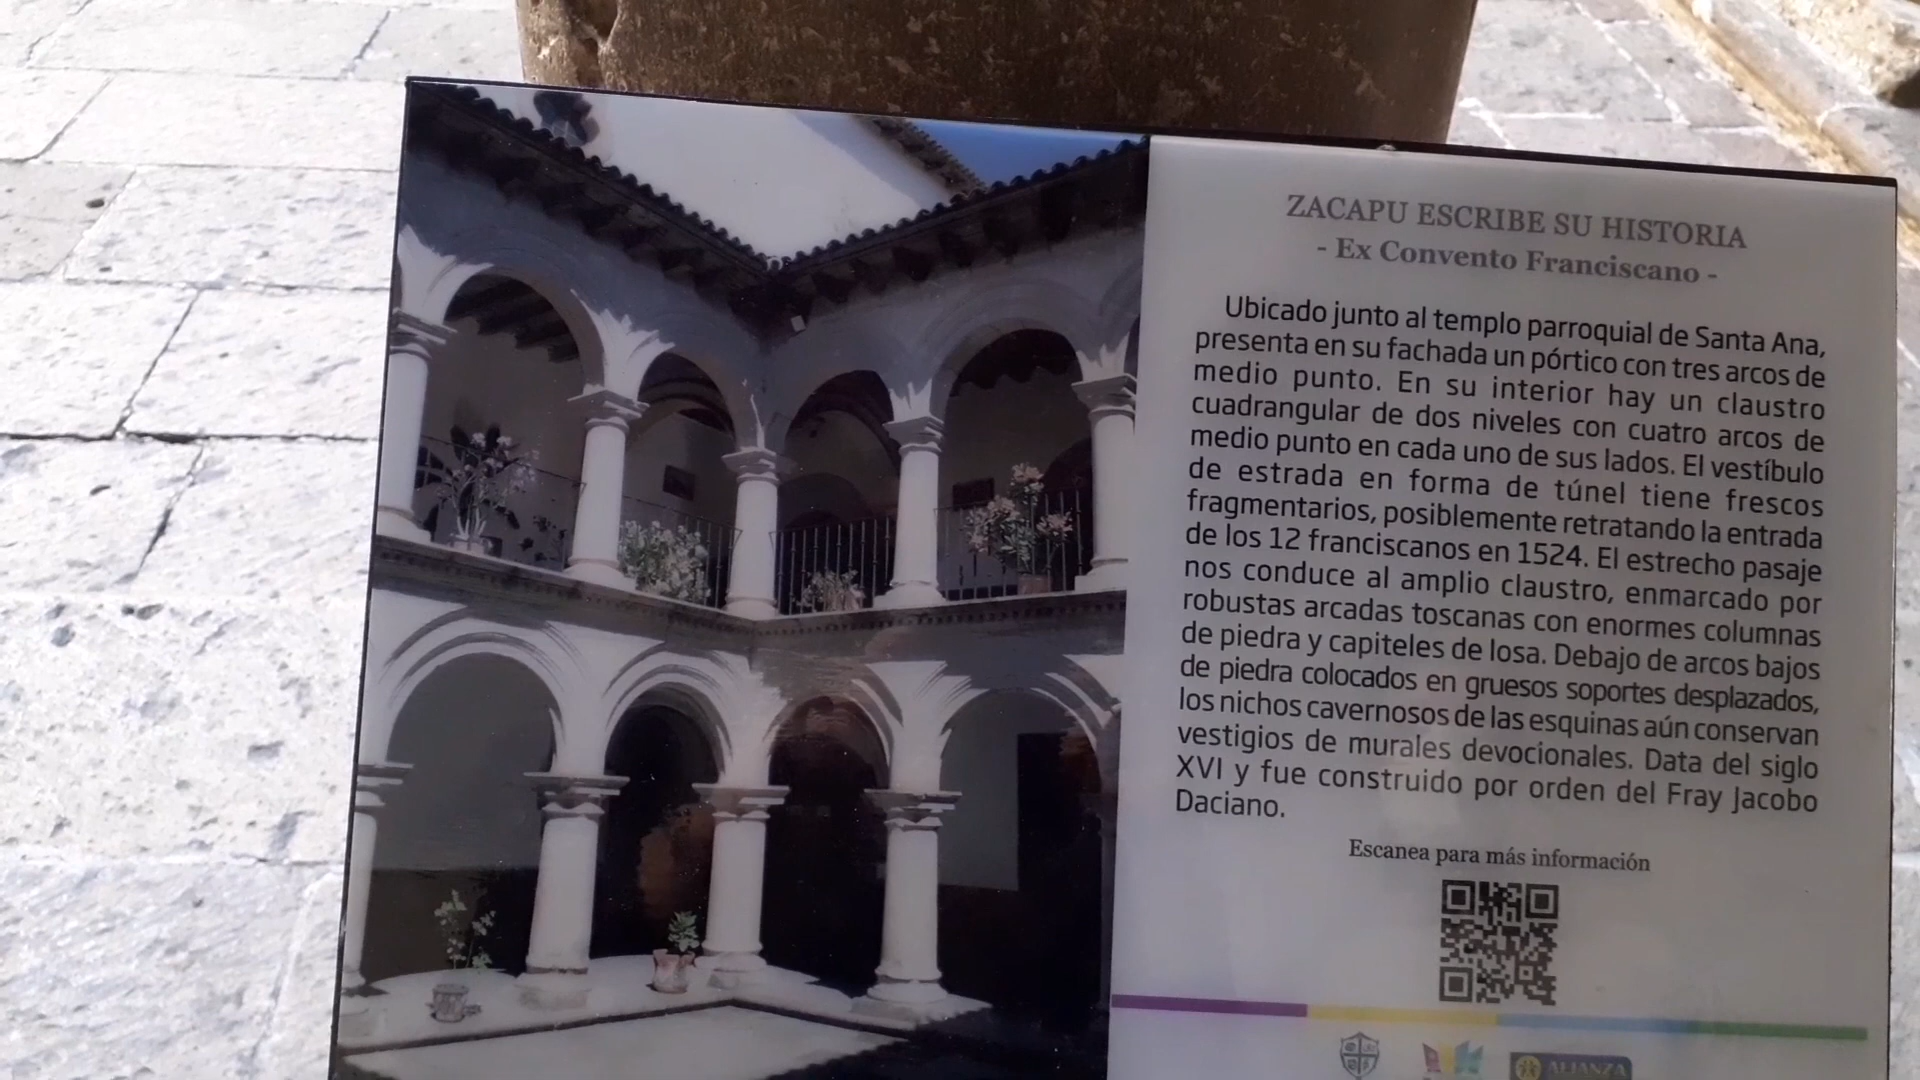 ZACAPU ESCRIBE SU HISTORIA
- Ex Convento Franciscano -
Ubicado junto al templo parroquial de Santa Ana,
presenta en su fachada un pórtico con tres arcos de
medio punto. En su interior hay un claustro
cuadrangular de dos niveles con cuatro arcos de
medio punto en cada uno de sus lados. El vestíbulo
de estrada en forma de túnel tiene frescos
fragmentarios, posiblemente retratando la entrada
de los 12 franciscanos en 1524. El estrecho pasaje
nos conduce al amplio claustro, enmarcado por
robustas arcadas toscanas con enormes columnas
de piedra y capiteles de losa. Debajo de arcos bajos
de piedra colocados en gruesos soportes desplazados,
los nichos cavernosos de las esquinas aún conservan
vestigios de murales devocionales. Data del siglo
XVI y fue construido por orden del Fray Jacobo
Daciano.
Escanea para más información
ALIANZA